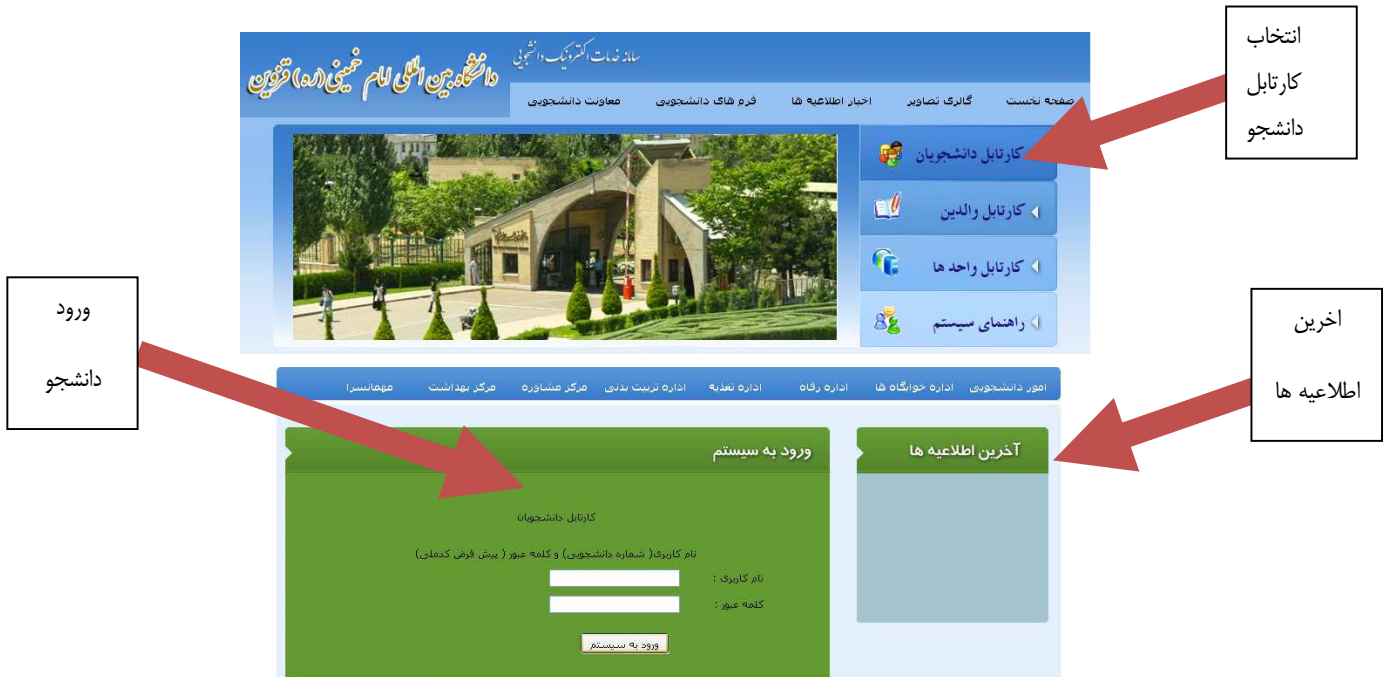 انتخاب
کارتابل
دانشجو
سامانه خدمات الکترونیک دانشجویی
دانشگاه بین المللی امام خمینی (ره) قزوین
صفحه نخست گالری تصاویر اخبار اطلاعیه ها فرم های دانشجویی معاونت دانشجویی
کارتابل دانشجویان
کارتابل والدین
کارتابل واحد ها
راهنمای سیستم
ورود
دانشجو
اخرین
اطلاعیه ها
امور دانشجویی اداره خوابگاه ها اداره رفاه اداره تغذیه اداره تربیت بدنی مرکز مشاوره مرکز بهداشت مهمانسرا
آخرین اطلاعیه ها
ورود به سیستم
کارتابل دانشجویان
نام کاربری( شماره دانشجویی) و کلمه عبور ( پیش فرض کدملی)
نام کاربری :
کلمه عبور :
ورود به سیستم